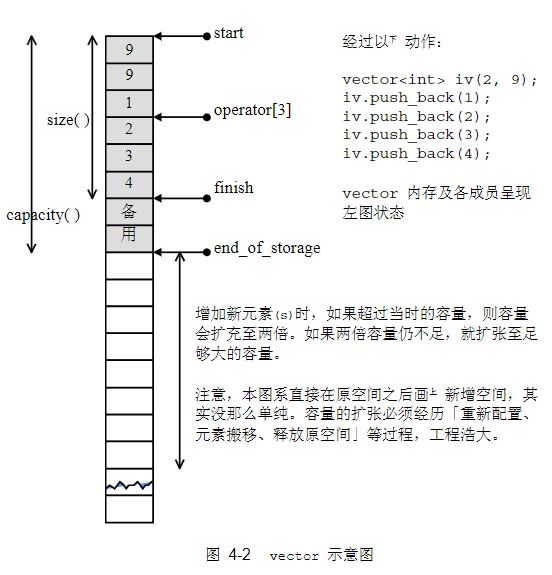 start
9
9
1
operator[3]
size( )
2
3
4
finish
capacity( )
备
用
end_of_storage
经过以下 动作：
vector<int> iv(2, 9);
iv.push_back(1);
iv.push_back(2);
iv.push_back(3);
iv.push_back(4);
vector 内存及各成员呈现
左图状态
增加新元素(s)时，如果超过当时的容量，则容量
会扩充至两倍。如果两倍容量仍不足，就扩张至足
够大的容量。
注意，本图系直接在原空间之后画上 新增空间，其
实没那么单纯。容量的扩张必须经历「重新配置、
元素搬移、释放原空间」等过程，工程浩大。
图 4-2 vector 示意图